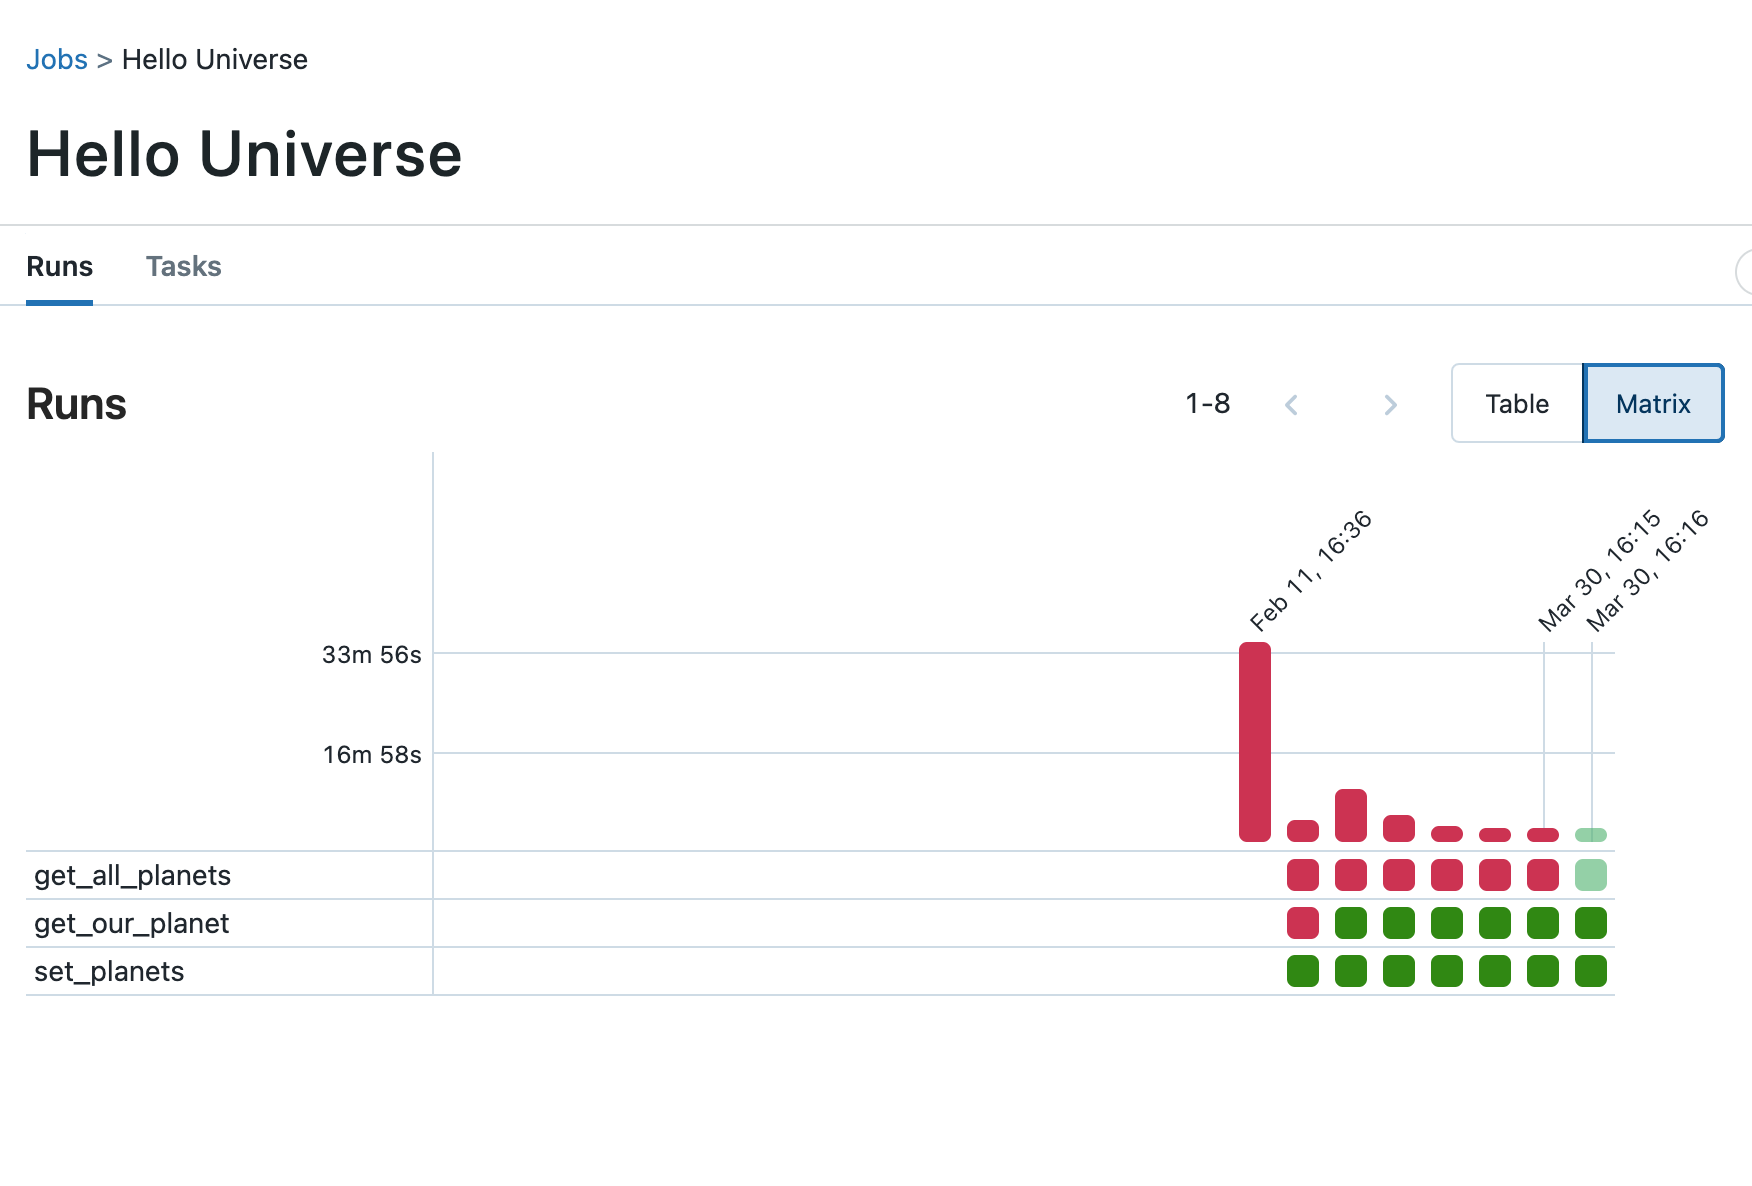 Jobs > Hello Universe
Hello Universe
Runs Tasks
Runs 1-8 Table Matrix
Feb 11, 16:36
Mar 30, 16:15
Mar 30, 16:16
33m 56s
16m 58s
get_all_planets
get_our_planet
set_planets